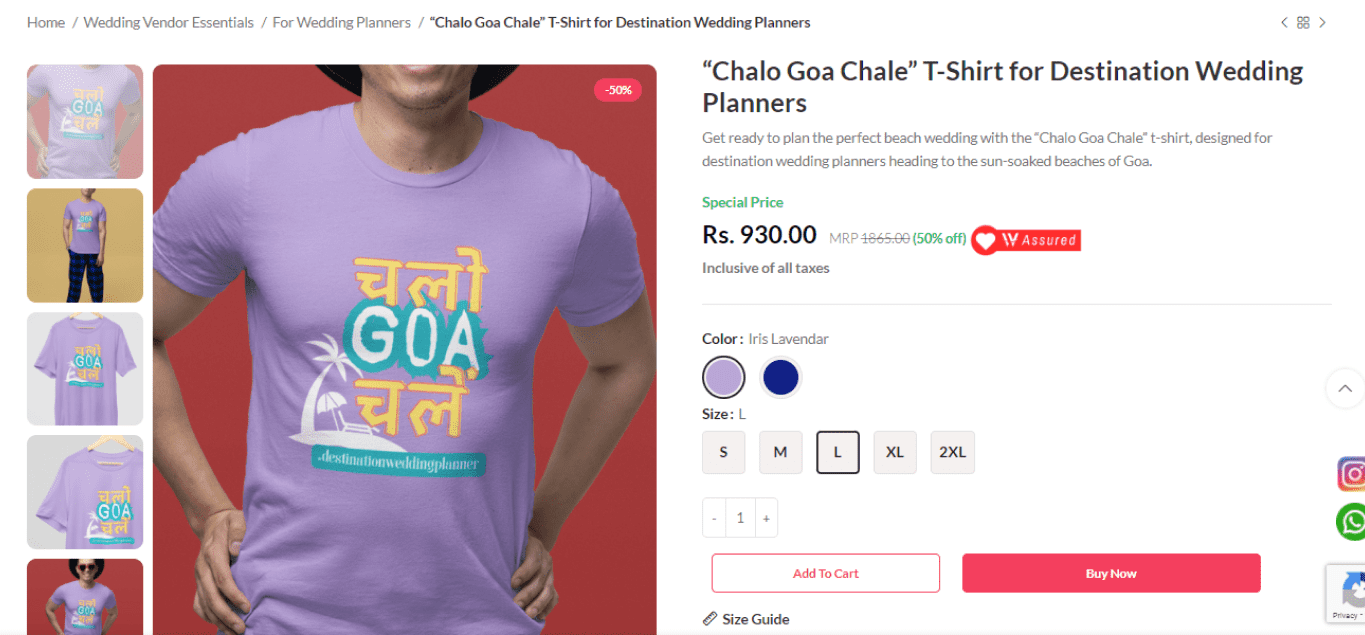 Home / Wedding Vendor Essentials / For Wedding Planners / “Chalo Goa Chale” T-Shirt for Destination Wedding Planners
-50%
चलो
GOA
चलें
.destinationweddingplanner
“Chalo Goa Chale” T-Shirt for Destination Wedding
Planners
Get ready to plan the perfect beach wedding with the “Chalo Goa Chale” t-shirt, designed for
destination wedding planners heading to the sun-soaked beaches of Goa.
Special Price
Rs. 930.00 MRP 1865.00 (50% off) W Assured
Inclusive of all taxes
Color : Iris Lavendar
Size : L
S M L XL 2XL
- 1 +
Add To Cart Buy Now
Size Guide
Privacy -